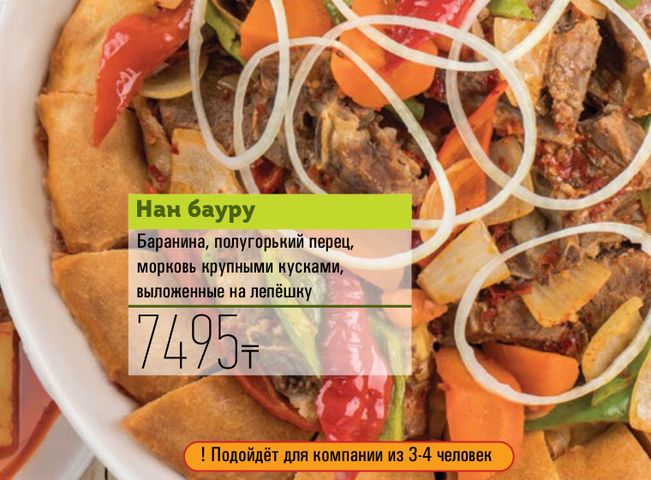 Нан бауру
Баранина, полугорький перец,
морковь крупными кусками,
выложенные на лепёшку
7495₸
! Подойдёт для компании из 3-4 человек